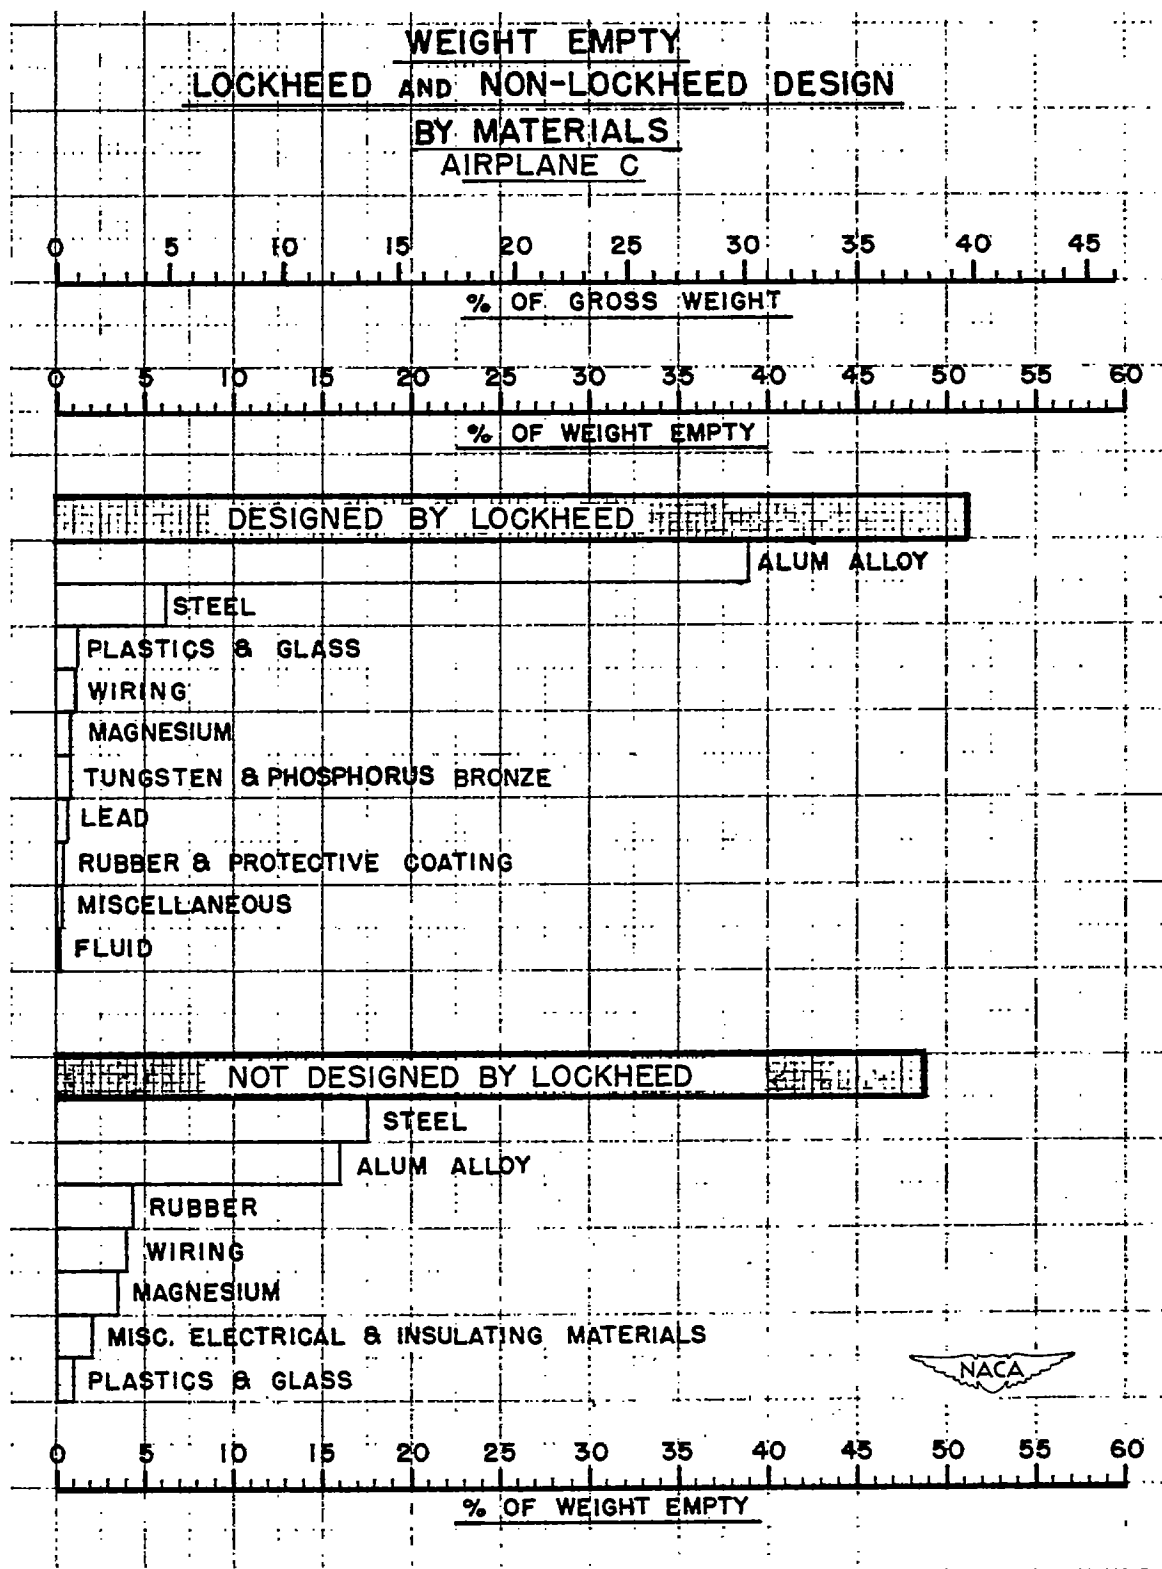 WEIGHT EMPTY
LOCKHEED AND NON-LOCKHEED DESIGN
BY MATERIALS
AIRPLANE C
0 5 10 15 20 25 30 35 40 45
% OF GROSS WEIGHT
0 5 10 15 20 25 30 35 40 45 50 55 60
% OF WEIGHT EMPTY
DESIGNED BY LOCKHEED
ALUM ALLOY
STEEL
PLASTICS & GLASS
WIRING
MAGNESIUM
TUNGSTEN & PHOSPHORUS BRONZE
LEAD
RUBBER & PROTECTIVE COATING
MISCELLANEOUS
FLUID
NOT DESIGNED BY LOCKHEED
STEEL
ALUM ALLOY
RUBBER
WIRING
MAGNESIUM
MISC. ELECTRICAL & INSULATING MATERIALS
PLASTICS & GLASS
NACA
0 5 10 15 20 25 30 35 40 45 50 55 60
% OF WEIGHT EMPTY